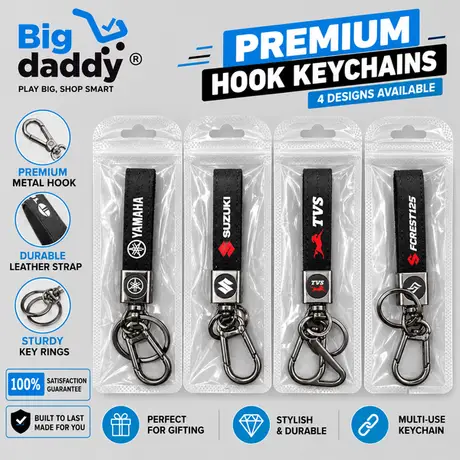 Big
daddy®
PLAY BIG, SHOP SMART
PREMIUM
HOOK KEYCHAINS
4 DESIGNS AVAILABLE
PREMIUM
METAL HOOK
DURABLE
LEATHER STRAP
STURDY
KEY RINGS
100%
SATISFACTION
GUARANTEE
YAMAHA
SUZUKI
TVS
TVS
FCREST125
BUILT TO LAST
MADE FOR YOU
PERFECT
FOR GIFTING
STYLISH
& DURABLE
MULTI-USE
KEYCHAIN